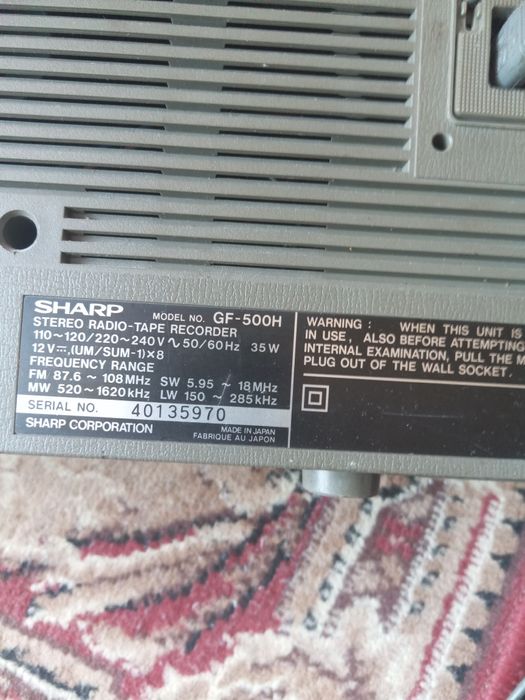 SHARP MODEL NO. GF-500H
STEREO RADIO-TAPE RECORDER
110~120/220~240V ∿ 50/60Hz 35W
12V ⎓,(UM/SUM-1)×8
FREQUENCY RANGE
FM 87.6 ~ 108MHz SW 5.95 ~ 18MHz
MW 520~1620kHz LW 150 ~ 285kHz
SERIAL NO. 40135970
SHARP CORPORATION MADE IN JAPAN
FABRIQUE AU JAPON
WARNING : WHEN THIS UNIT IS
IN USE, ALSO BEFORE ATTEMPTING
INTERNAL EXAMINATION, PULL THE
PLUG OUT OF THE WALL SOCKET.